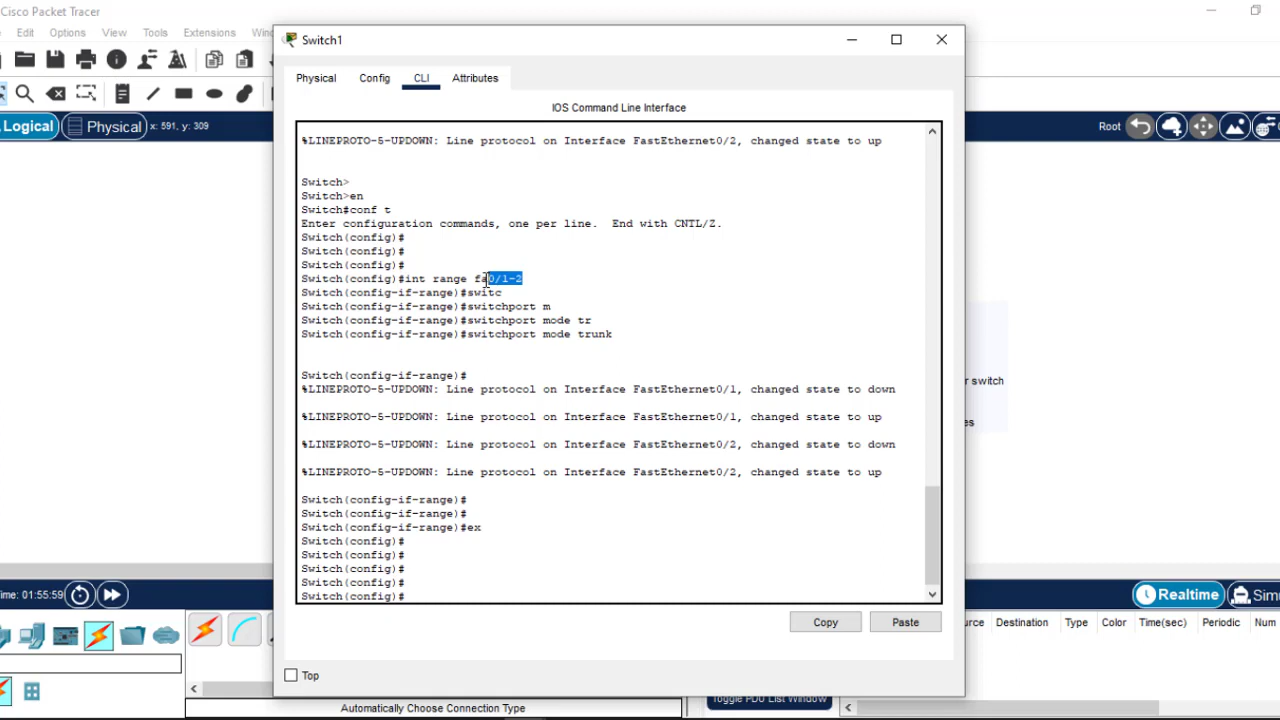 Cisco Packet Tracer
Edit Options View Tools Extensions
Switch1
Physical Config CLI Attributes
IOS Command Line Interface
Logical Physical x: 591, y: 309
Root
%LINEPROTO-5-UPDOWN: Line protocol on Interface FastEthernet0/2, changed state to up
Switch>
Switch>en
Switch#conf t
Enter configuration commands, one per line. End with CNTL/Z.
Switch(config)#
Switch(config)#
Switch(config)#
Switch(config)#int range fa0/1-2
Switch(config-if-range)#switc
Switch(config-if-range)#switchport m
Switch(config-if-range)#switchport mode tr
Switch(config-if-range)#switchport mode trunk
Switch(config-if-range)#
%LINEPROTO-5-UPDOWN: Line protocol on Interface FastEthernet0/1, changed state to down
%LINEPROTO-5-UPDOWN: Line protocol on Interface FastEthernet0/1, changed state to up
%LINEPROTO-5-UPDOWN: Line protocol on Interface FastEthernet0/2, changed state to down
%LINEPROTO-5-UPDOWN: Line protocol on Interface FastEthernet0/2, changed state to up
Switch(config-if-range)#
Switch(config-if-range)#
Switch(config-if-range)#ex
Switch(config)#
Switch(config)#
Switch(config)#
Switch(config)#
Switch(config)#
switch
Copy Paste
Top
01:55:59
Realtime
Destination Type Color Time(sec) Periodic Num
Automatically Choose Connection Type
Toggle PDU List Window